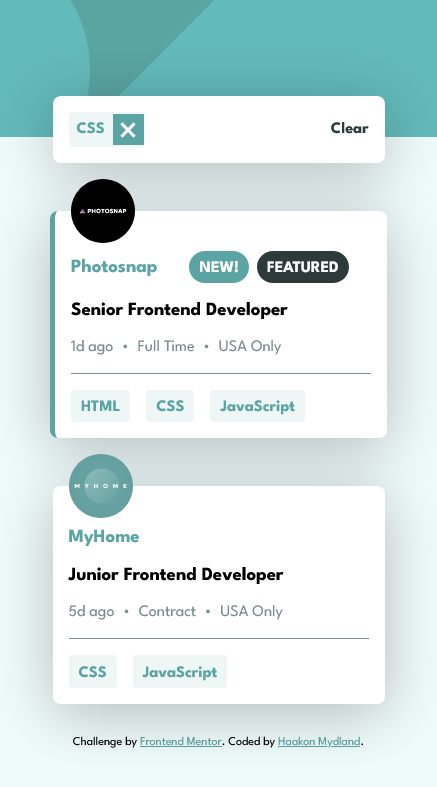 CSS Clear
PHOTOSNAP
Photosnap NEW! FEATURED
Senior Frontend Developer
1d ago • Full Time • USA Only
HTML CSS JavaScript
MYHOME
MyHome
Junior Frontend Developer
5d ago • Contract • USA Only
CSS JavaScript
Challenge by Frontend Mentor. Coded by Haakon Mydland.